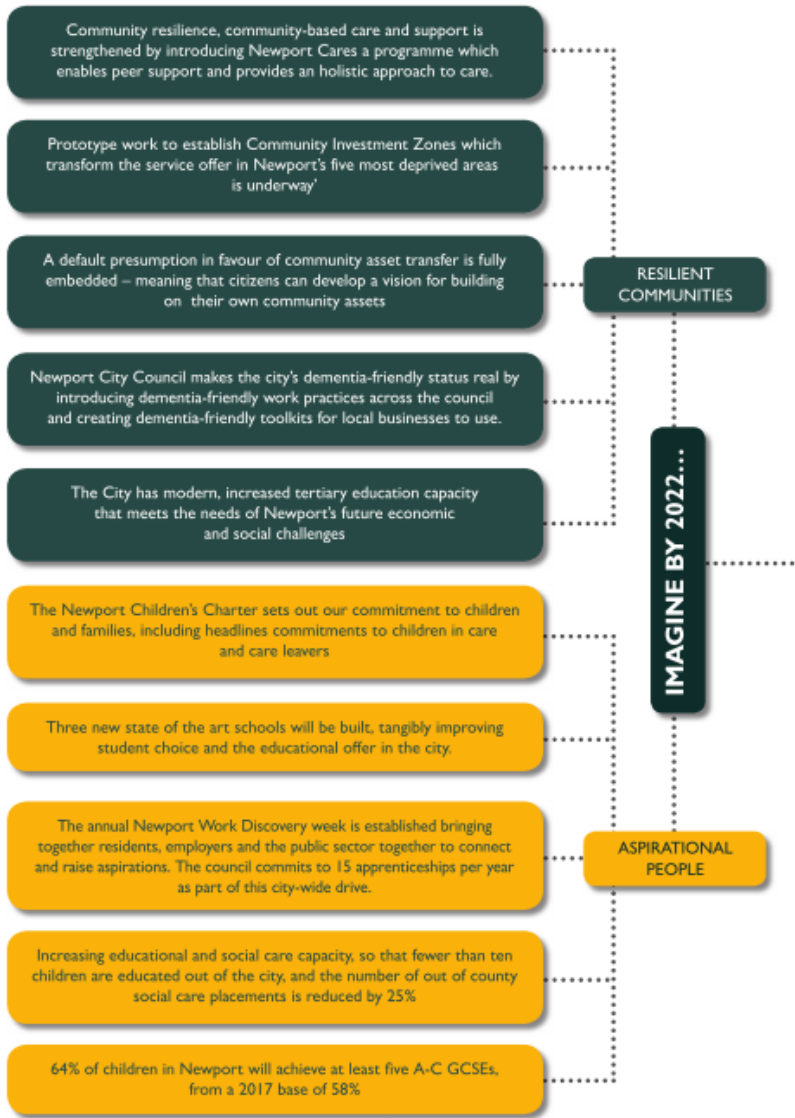 Community resilience, community-based care and support is
strengthened by introducing Newport Cares a programme which
enables peer support and provides an holistic approach to care.
Prototype work to establish Community Investment Zones which
transform the service offer in Newport's five most deprived areas
is underway'
A default presumption in favour of community asset transfer is fully
embedded – meaning that citizens can develop a vision for building
on their own community assets
Newport City Council makes the city's dementia-friendly status real by
introducing dementia-friendly work practices across the council
and creating dementia-friendly toolkits for local businesses to use.
The City has modern, increased tertiary education capacity
that meets the needs of Newport's future economic
and social challenges
RESILIENT
COMMUNITIES
IMAGINE BY 2022...
The Newport Children's Charter sets out our commitment to children
and families, including headlines commitments to children in care
and care leavers
Three new state of the art schools will be built, tangibly improving
student choice and the educational offer in the city.
The annual Newport Work Discovery week is established bringing
together residents, employers and the public sector together to connect
and raise aspirations. The council commits to 15 apprenticeships per year
as part of this city-wide drive.
Increasing educational and social care capacity, so that fewer than ten
children are educated out of the city, and the number of out of county
social care placements is reduced by 25%
64% of children in Newport will achieve at least five A-C GCSEs,
from a 2017 base of 58%
ASPIRATIONAL
PEOPLE